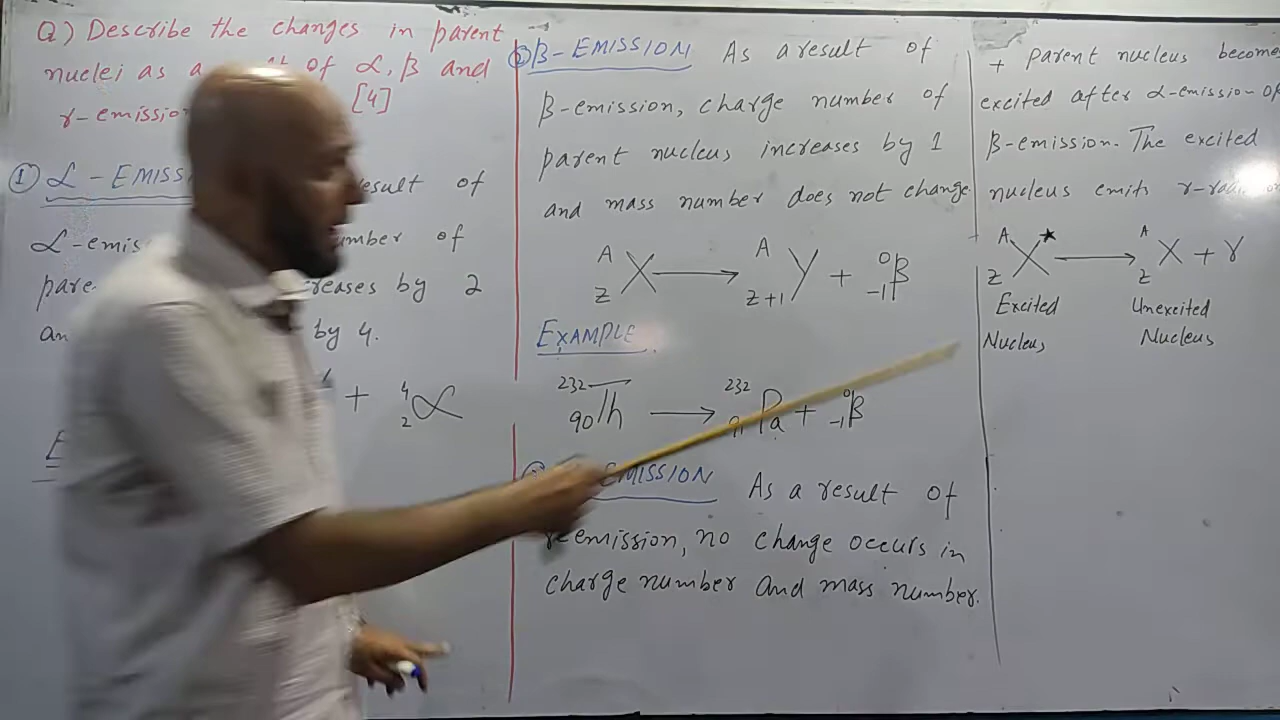 Q) Describe the changes in parent
nuclei as a of α, β and
γ-emission [4]
① α - EMISS esult of
α-emis umber of
pare reases by 2
an by 4.
+ ⁴₂α
E
② β-EMISSION As a result of
β-emission, charge number of
parent nucleus increases by 1
and mass number does not change
ᴬ_Z X ⟶ ᴬ_Z+1 Y + ⁰₋₁β
EXAMPLE
²³²₉₀Th ⟶ ²³²₉₁Pa + ⁰₋₁β
EMISSION As a result of
γ-emission, no change occurs in
charge number and mass number.
+ parent nucleus become
excited after α-emission or
β-emission. The excited
nucleus emits γ-
ᴬ_Z X* ⟶ ᴬ_Z X + γ
Excited Unexcited
Nucleus Nucleus